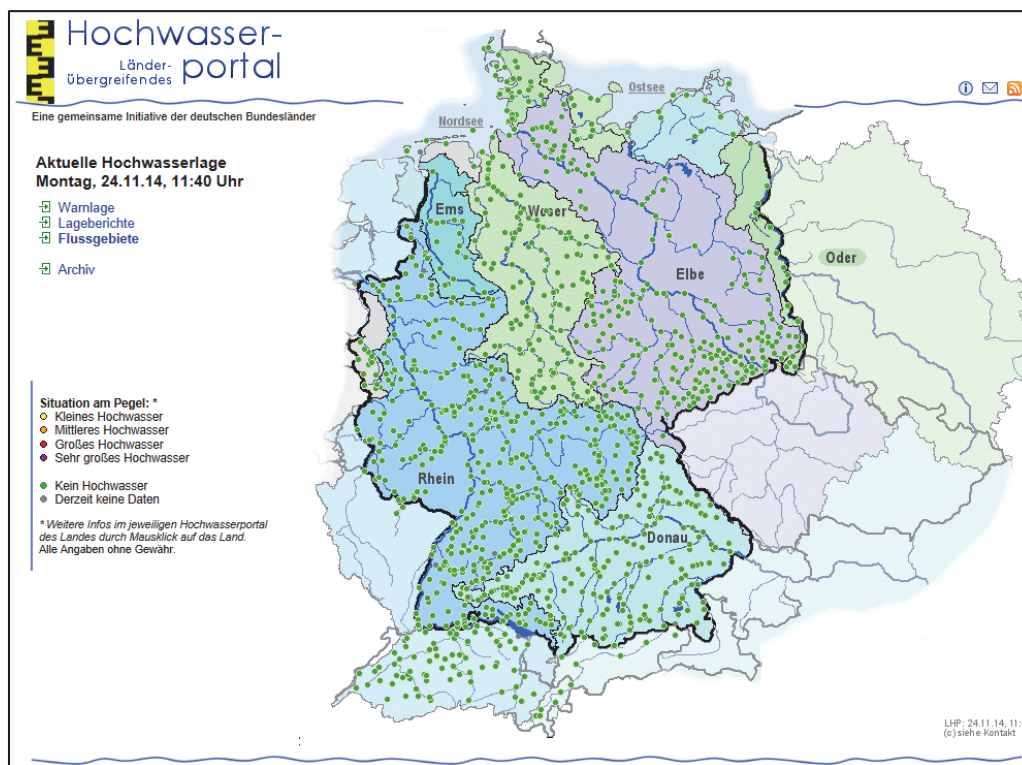 Hochwasser-
Länder-
übergreifendes portal
Eine gemeinsame Initiative der deutschen Bundesländer
Aktuelle Hochwasserlage
Montag, 24.11.14, 11:40 Uhr
Warnlage
Lageberichte
Flussgebiete
Archiv
Situation am Pegel: *
Kleines Hochwasser
Mittleres Hochwasser
Großes Hochwasser
Sehr großes Hochwasser
Kein Hochwasser
Derzeit keine Daten
* Weitere Infos im jeweiligen Hochwasserportal
des Landes durch Mausklick auf das Land.
Alle Angaben ohne Gewähr.
Nordsee
Ostsee
Ems
Weser
Elbe
Oder
Rhein
Donau
LHP: 24.11.14, 11:
(c) siehe Kontakt